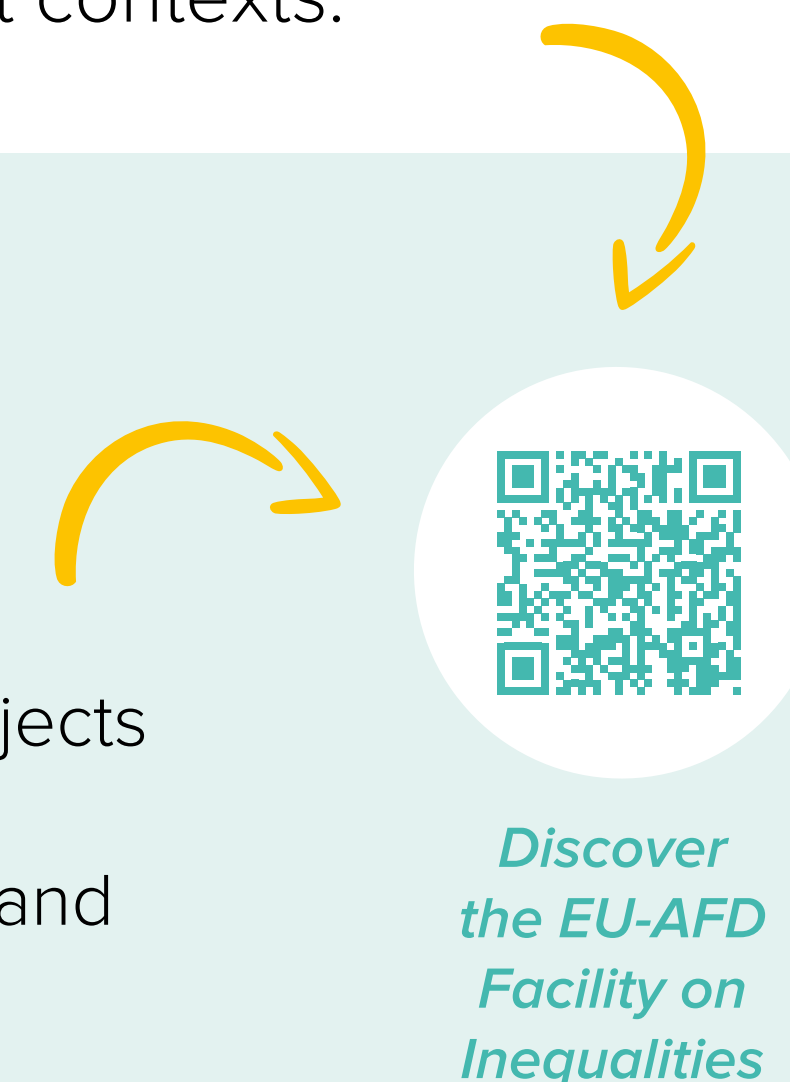 contexts.
jects
and
Discover
the EU-AFD
Facility on
Inequalities